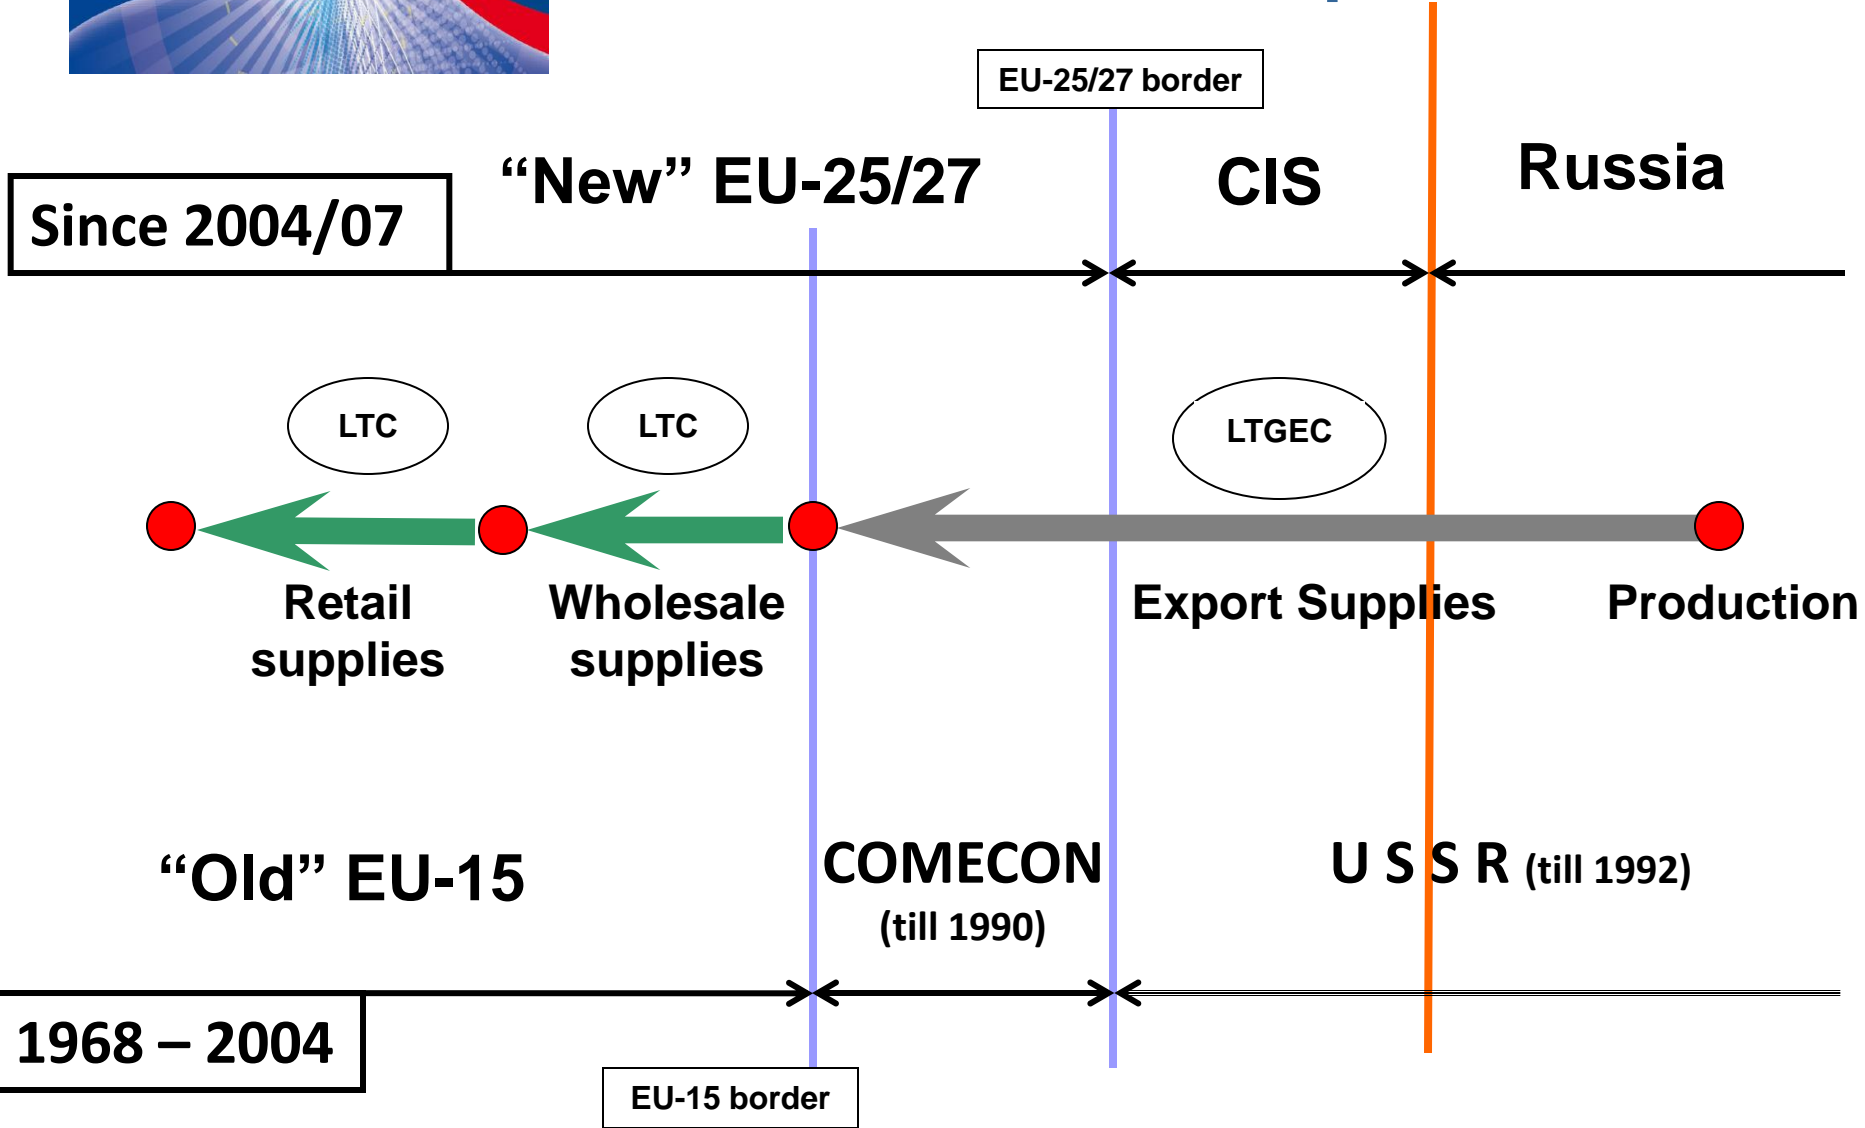 EU-25/27 border
“New” EU-25/27
CIS
Russia
Since 2004/07
LTC
LTC
LTGEC
Retail
supplies
Wholesale
supplies
Export Supplies
Production
“Old” EU-15
COMECON
(till 1990)
U S S R (till 1992)
1968 – 2004
EU-15 border